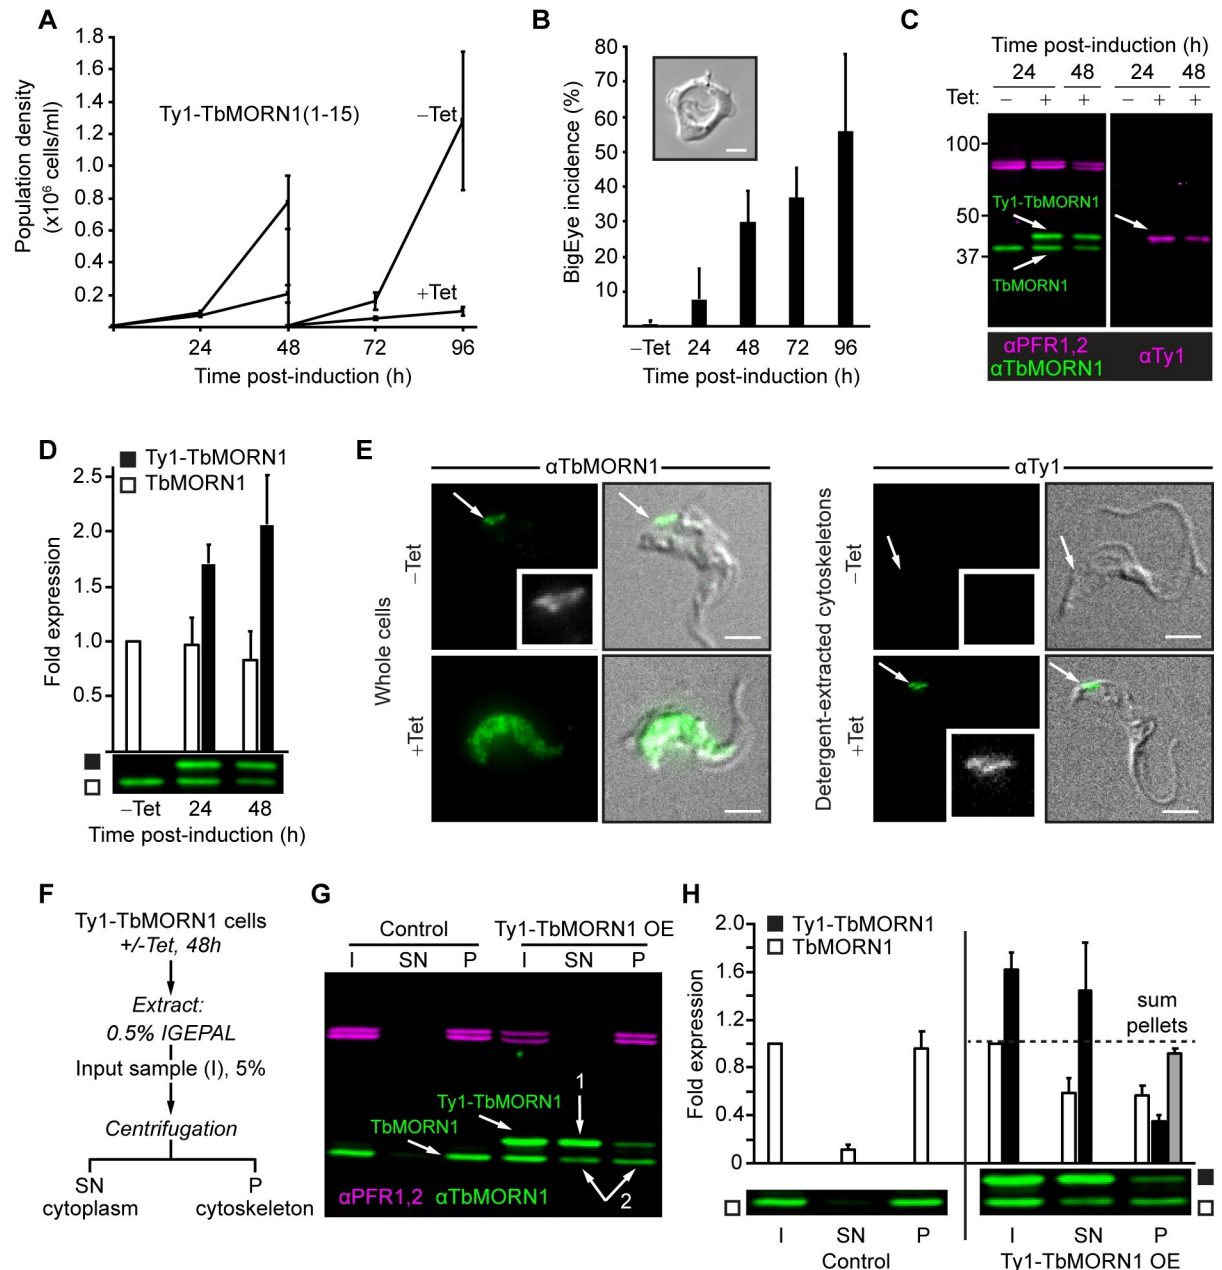 A
Population density
(x10⁶ cells/ml)
1.8
1.6
1.4
1.2
1.0
0.8
0.6
0.4
0.2
Ty1-TbMORN1(1-15)
−Tet
+Tet
24 48 72 96
Time post-induction (h)
B
BigEye incidence (%)
80
70
60
50
40
30
20
10
−Tet 24 48 72 96
Time post-induction (h)
C
Time post-induction (h)
24 48 24 48
Tet: − + + − + +
100
50
37
Ty1-TbMORN1
TbMORN1
αPFR1,2
αTbMORN1
αTy1
D
Ty1-TbMORN1
TbMORN1
Fold expression
2.5
2.0
1.5
1.0
0.5
−Tet 24 48
Time post-induction (h)
E
αTbMORN1
Whole cells
−Tet
+Tet
αTy1
Detergent-extracted cytoskeletons
−Tet
+Tet
F
Ty1-TbMORN1 cells
+/-Tet, 48h
Extract:
0.5% IGEPAL
Input sample (I), 5%
Centrifugation
SN P
cytoplasm cytoskeleton
G
Control Ty1-TbMORN1 OE
I SN P I SN P
1
Ty1-TbMORN1
TbMORN1
2
αPFR1,2 αTbMORN1
H
Ty1-TbMORN1
TbMORN1
Fold expression
2.0
1.6
1.2
0.8
0.4
0
sum
pellets
I SN P I SN P
Control Ty1-TbMORN1 OE